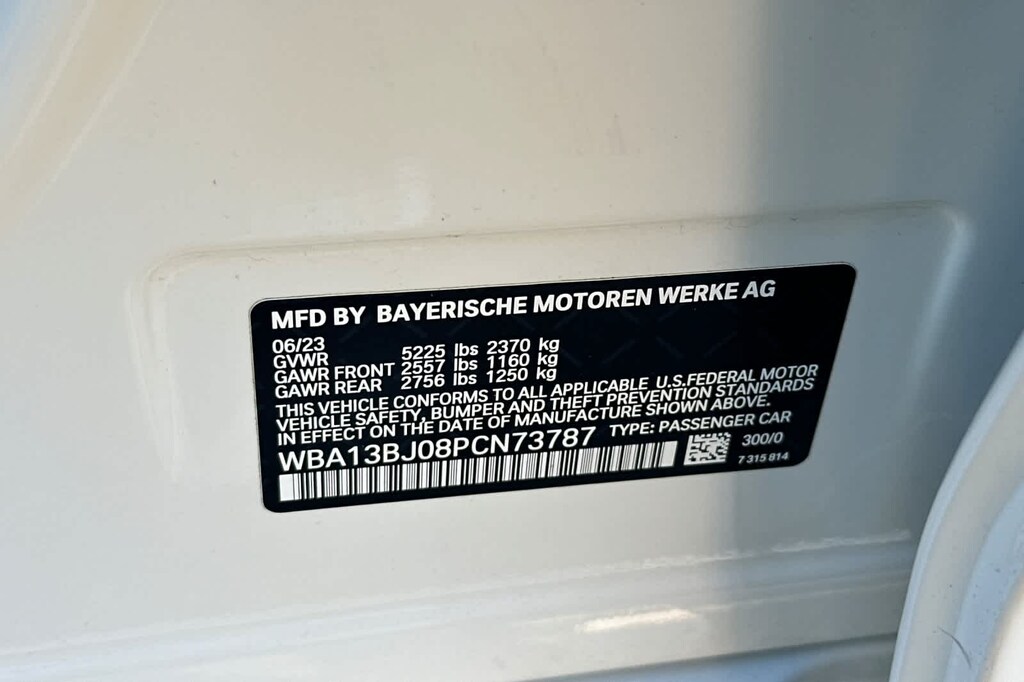 MFD BY BAYERISCHE MOTOREN WERKE AG
06/23
GVWR 5225 lbs 2370 kg
GAWR FRONT 2557 lbs 1160 kg
GAWR REAR 2756 lbs 1250 kg
THIS VEHICLE CONFORMS TO ALL APPLICABLE U.S.FEDERAL MOTOR
VEHICLE SAFETY, BUMPER AND THEFT PREVENTION STANDARDS
IN EFFECT ON THE DATE OF MANUFACTURE SHOWN ABOVE.
WBA13BJ08PCN73787 TYPE: PASSENGER CAR
300/0
7 315 814